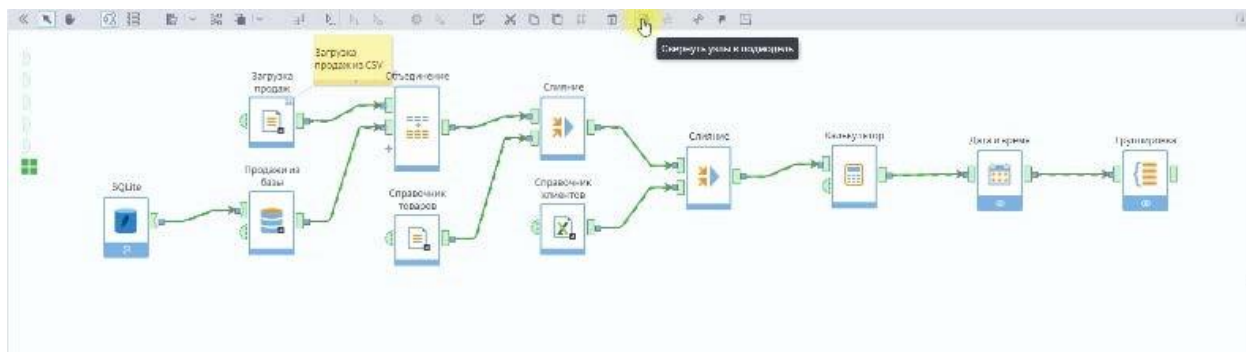 Свернуть узлы в подмодель
Загрузка
продаж из CSV
Загрузка
продаж
Объединение
Слияние
Слияние
Калькулятор
Дата и время
Группировка
SQLite
Продажи из
базы
Справочник
товаров
Справочник
клиентов